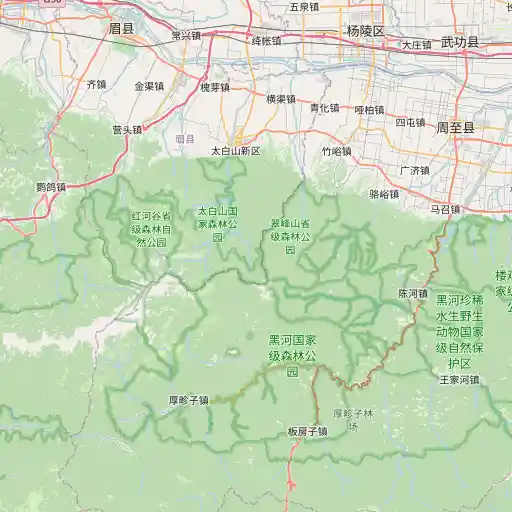 五泉镇
眉县
常兴镇
绛帐镇
杨陵区
大庄镇
武功县
齐镇
金渠镇
槐芽镇
横渠镇
青化镇
哑柏镇
四屯镇
周至县
营头镇
眉县
太白山新区
竹峪镇
广济镇
鹦鸽镇
骆峪镇
马召镇
红河谷省
级森林自
然公园
太白山国
家森林公
园
翠峰山省
级森林公
园
陈河镇
黑河珍稀
水生野生
动物国家
级自然保
护区
黑河国家
级森林公
园
王家河镇
厚畛子镇
厚畛子林
场
板房子镇